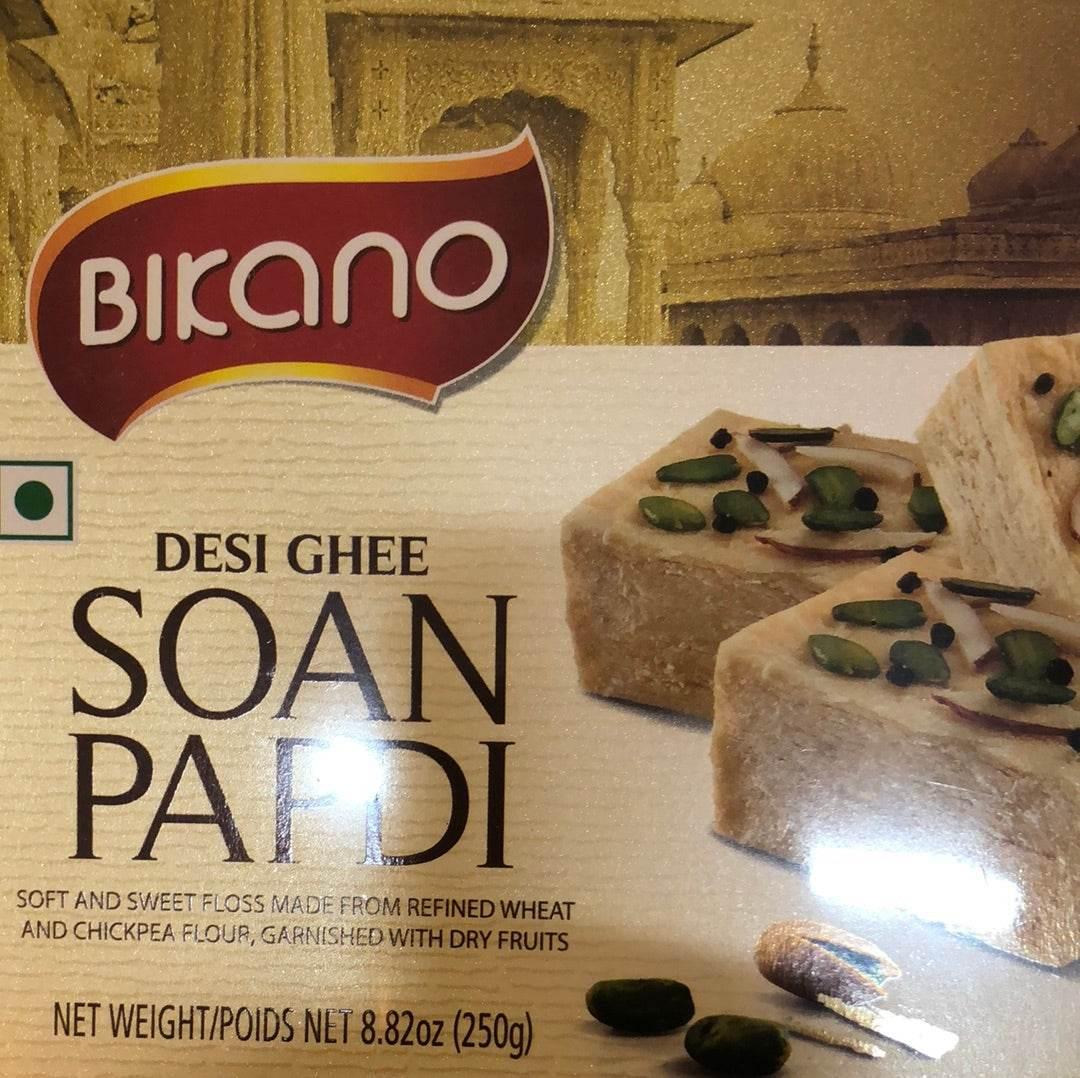 BIKANO
DESI GHEE
SOAN
PAPDI
SOFT AND SWEET FLOSS MADE FROM REFINED WHEAT
AND CHICKPEA FLOUR, GARNISHED WITH DRY FRUITS
NET WEIGHT/POIDS NET 8.82oz (250g)